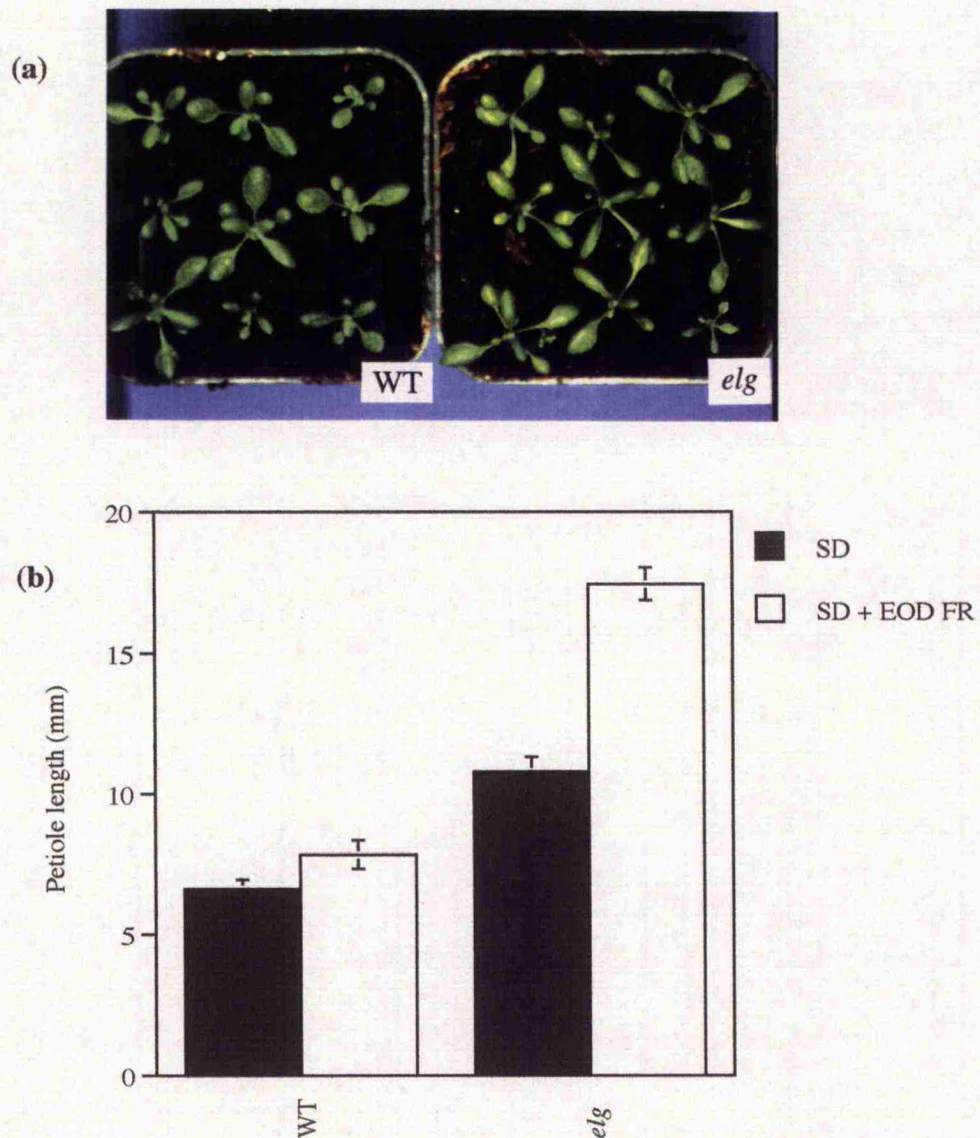 (a)
WT
elg
(b)
20
15
10
5
0
Petiole length (mm)
SD
SD + EOD FR
WT
elg